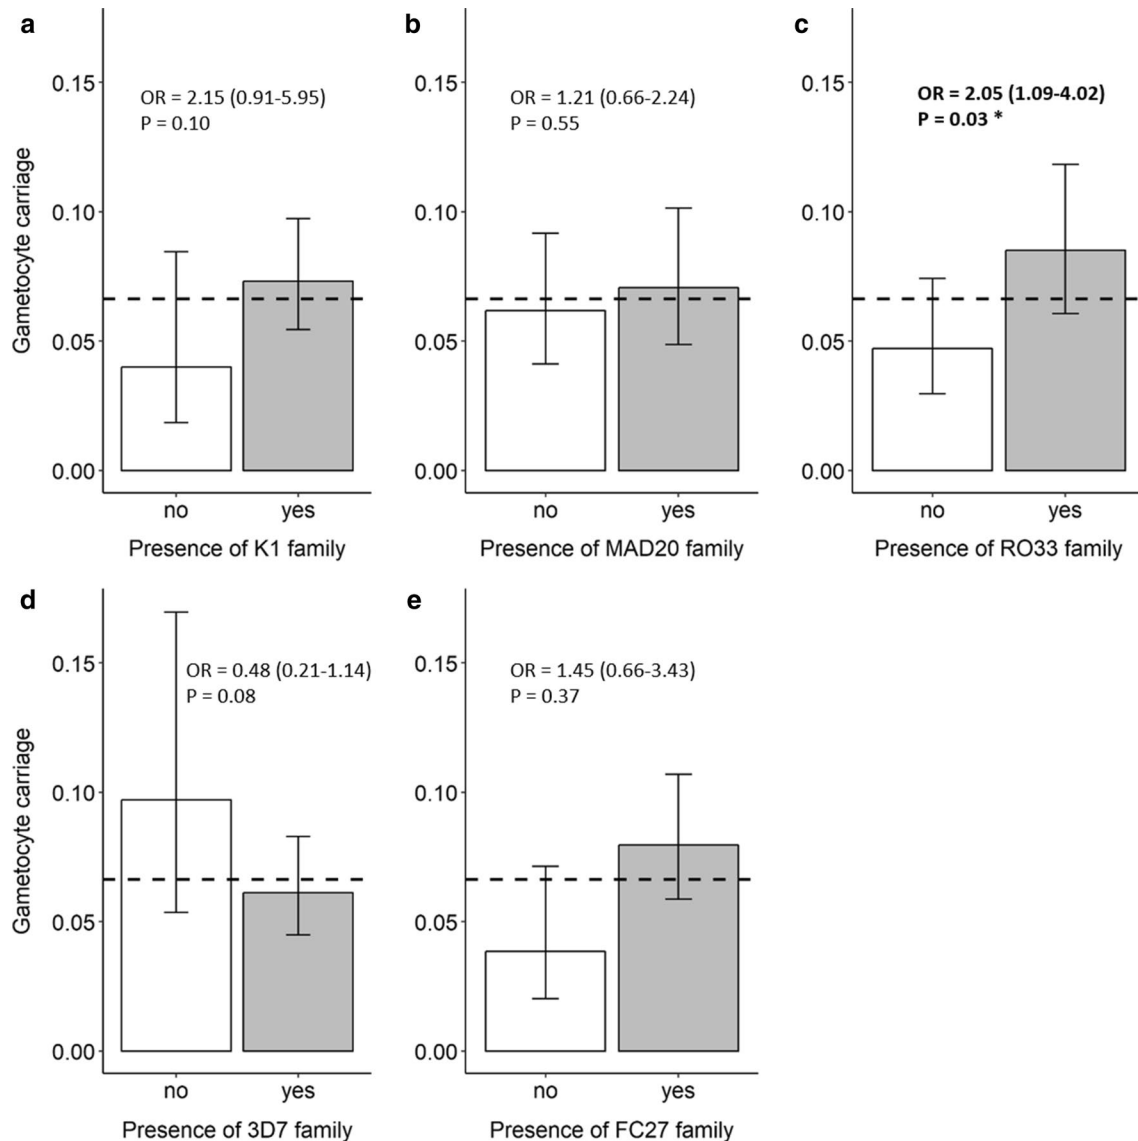 a
OR = 2.15 (0.91-5.95)
P = 0.10
Gametocyte carriage
0.15
0.10
0.05
0.00
no yes
Presence of K1 family
b
OR = 1.21 (0.66-2.24)
P = 0.55
0.15
0.10
0.05
0.00
no yes
Presence of MAD20 family
c
OR = 2.05 (1.09-4.02)
P = 0.03 *
0.15
0.10
0.05
0.00
no yes
Presence of RO33 family
d
OR = 0.48 (0.21-1.14)
P = 0.08
Gametocyte carriage
0.15
0.10
0.05
0.00
no yes
Presence of 3D7 family
e
OR = 1.45 (0.66-3.43)
P = 0.37
0.15
0.10
0.05
0.00
no yes
Presence of FC27 family